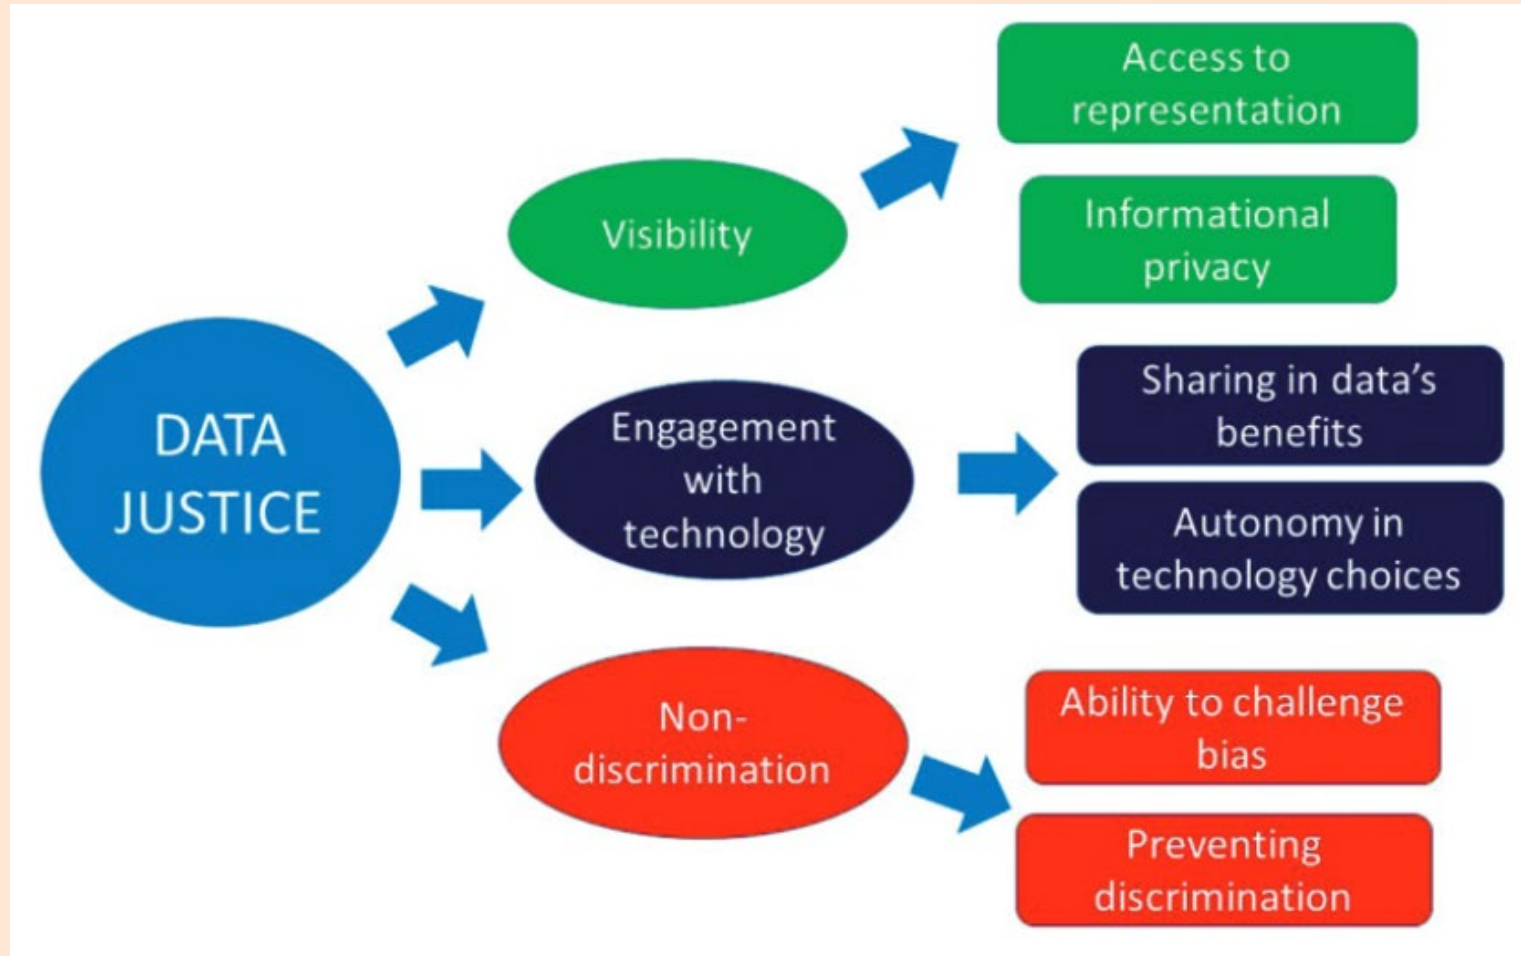 DATA
JUSTICE
Visibility
Access to
representation
Informational
privacy
Engagement
with
technology
Sharing in data’s
benefits
Autonomy in
technology choices
Non-
discrimination
Ability to challenge
bias
Preventing
discrimination